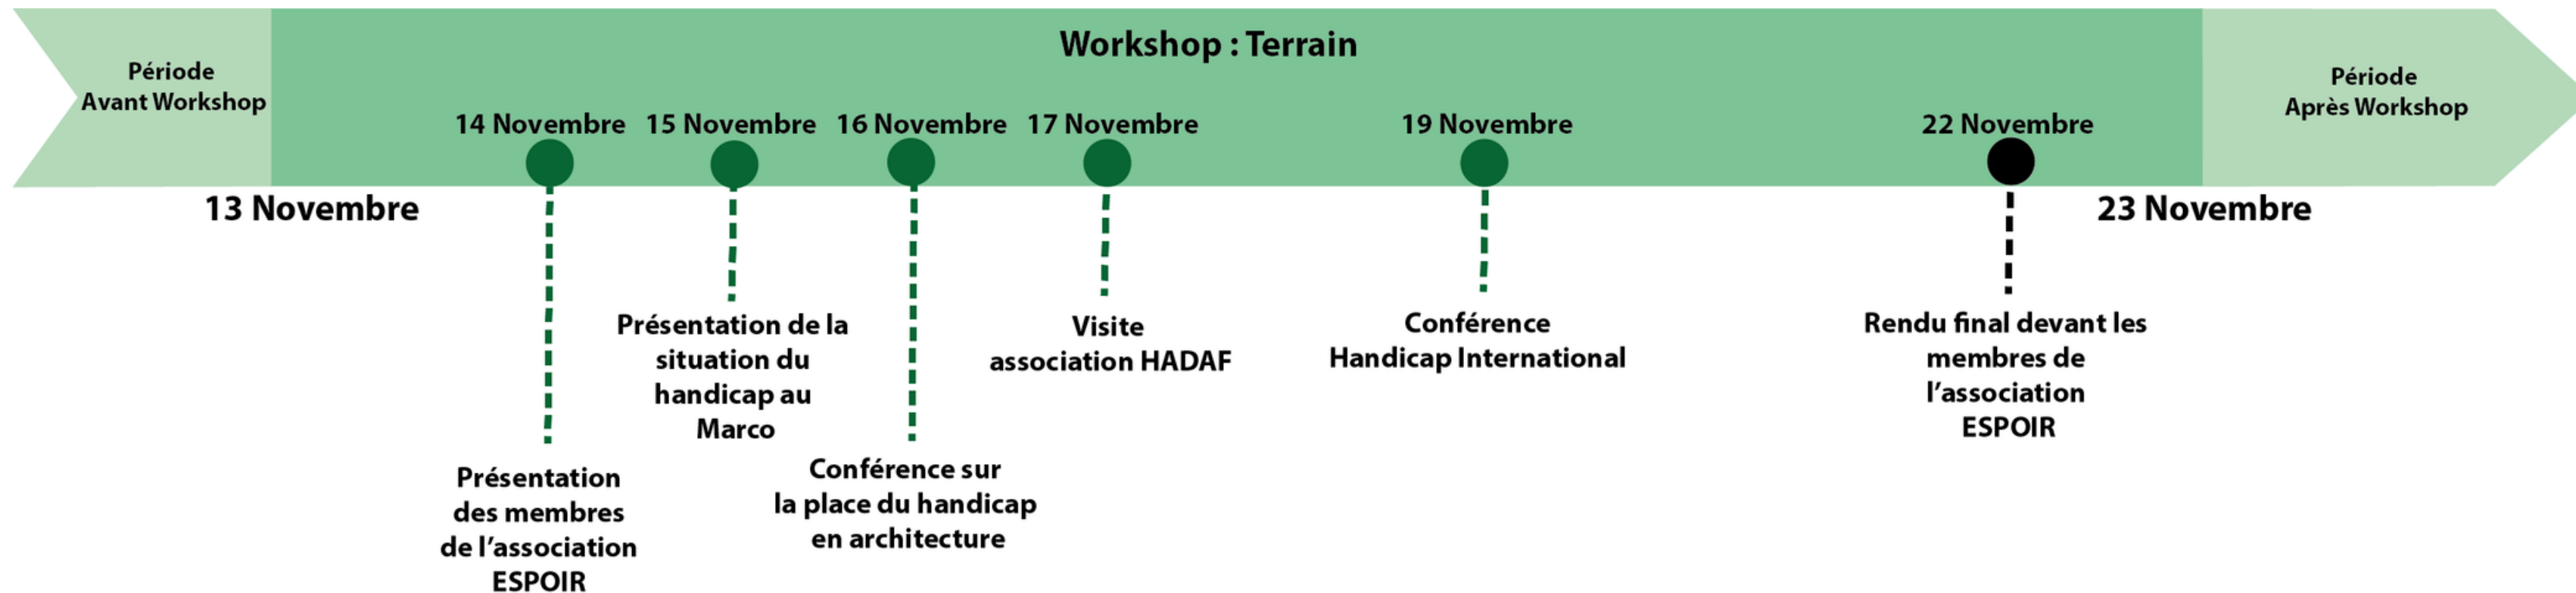 Workshop : Terrain
Période
Avant Workshop
Période
Après Workshop
14 Novembre
15 Novembre
16 Novembre
17 Novembre
19 Novembre
22 Novembre
13 Novembre
23 Novembre
Présentation
des membres
de l’association
ESPOIR
Présentation de la
situation du
handicap au
Marco
Conférence sur
la place du handicap
en architecture
Visite
association HADAF
Conférence
Handicap International
Rendu final devant les
membres de
l’association
ESPOIR